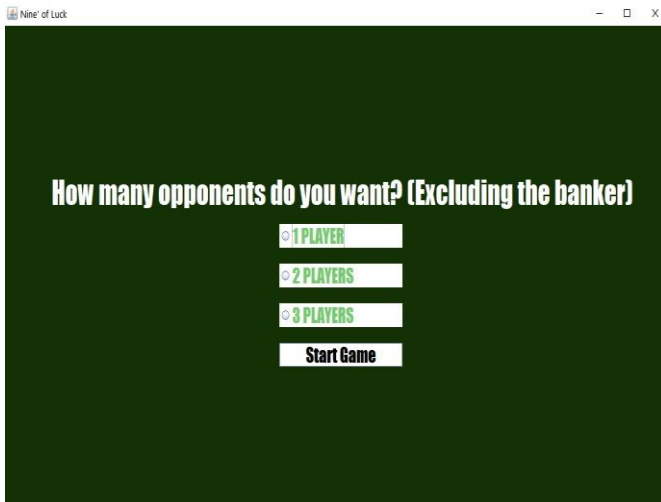 Nine' of Luck
How many opponents do you want? (Excluding the banker)
1 PLAYER
2 PLAYERS
3 PLAYERS
Start Game